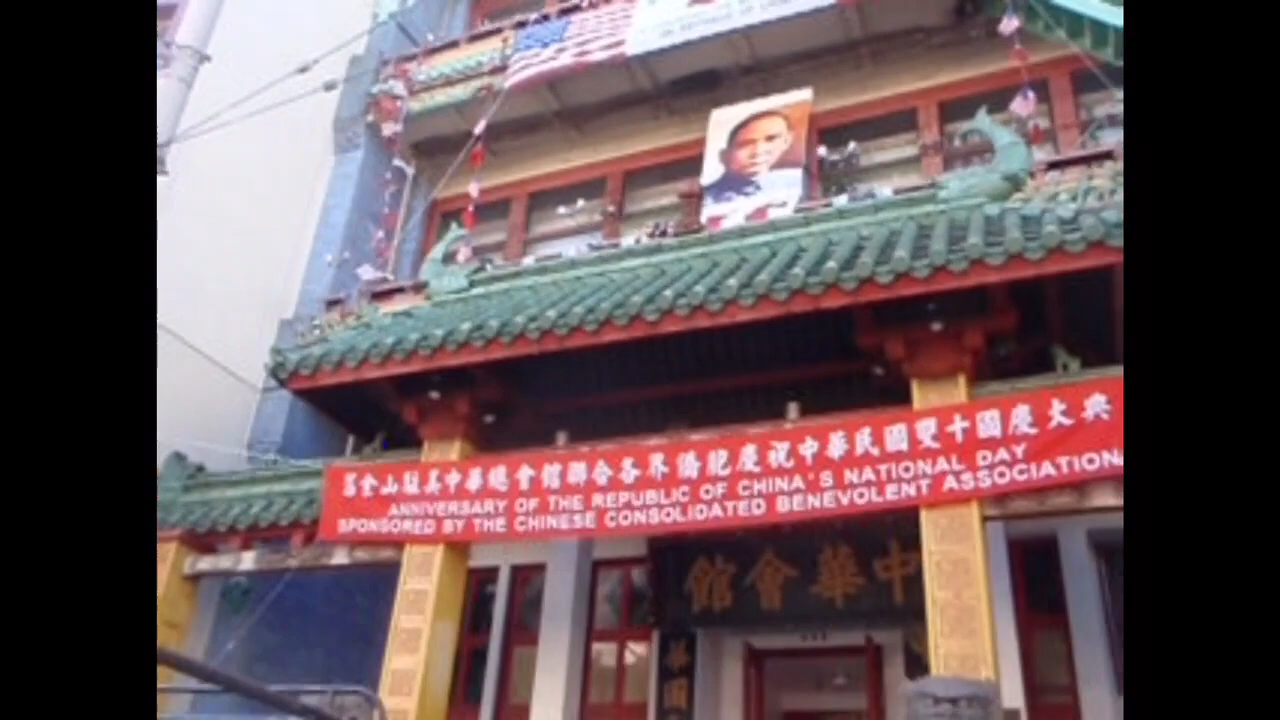 舊金山駐美中華總會館聯合各界僑胞慶祝中華民國雙十國慶大典
ANNIVERSARY OF THE REPUBLIC OF CHINA'S NATIONAL DAY
SPONSORED BY THE CHINESE CONSOLIDATED BENEVOLENT ASSOCIATION
館會華中